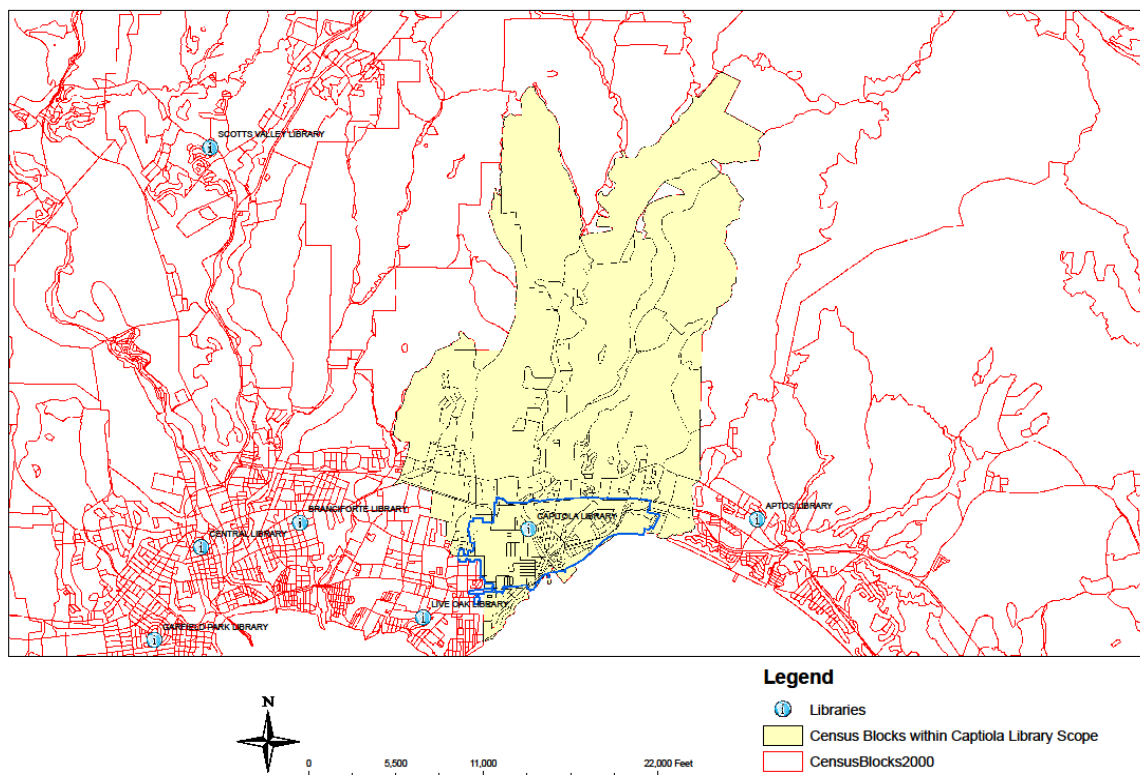 SCOTTS VALLEY LIBRARY
BRANCIFORTE LIBRARY
CAPITOLA LIBRARY
APTOS LIBRARY
CENTRAL LIBRARY
LIVE OAK LIBRARY
GARFIELD PARK LIBRARY
Legend
Libraries
Census Blocks within Captiola Library Scope
CensusBlocks2000
N
0 5,500 11,000 22,000 Feet